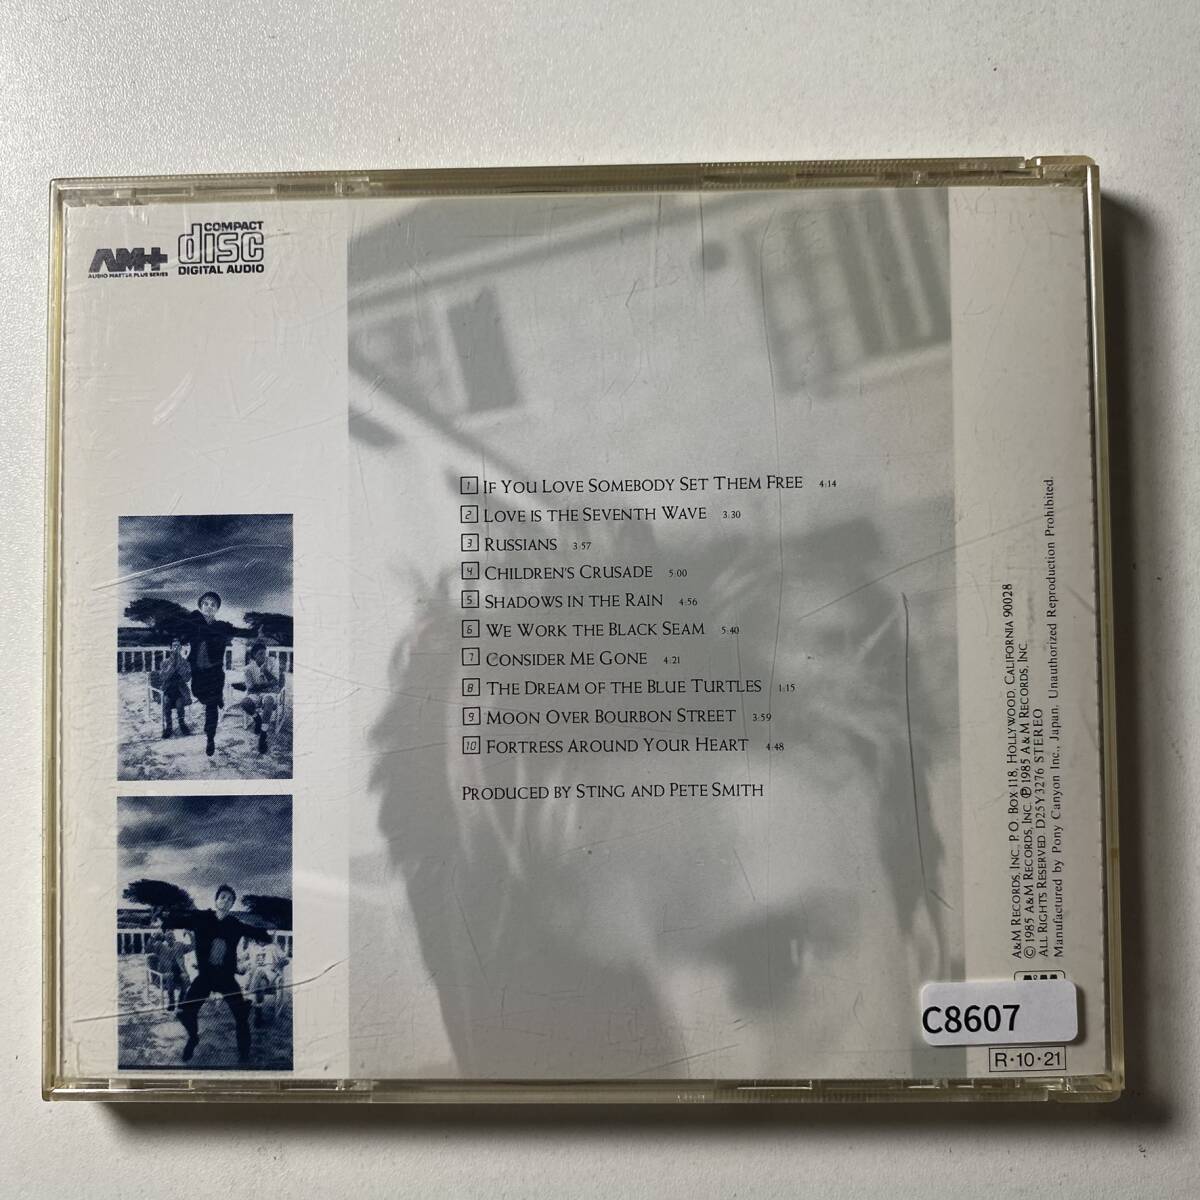 AM+
AUDIO MASTER PLUS SERIES
COMPACT
disc
DIGITAL AUDIO
1 IF YOU LOVE SOMEBODY SET THEM FREE 4:14
2 LOVE IS THE SEVENTH WAVE 3:30
3 RUSSIANS 3:57
4 CHILDREN'S CRUSADE 5:00
5 SHADOWS IN THE RAIN 4:56
6 WE WORK THE BLACK SEAM 5:40
7 CONSIDER ME GONE 4:21
8 THE DREAM OF THE BLUE TURTLES 1:15
9 MOON OVER BOURBON STREET 3:59
10 FORTRESS AROUND YOUR HEART 4:48
PRODUCED BY STING AND PETE SMITH
A&M RECORDS, INC., P.O. BOX 118, HOLLYWOOD, CALIFORNIA 90028
© 1985 A&M RECORDS, INC. ℗ 1985 A&M RECORDS, INC.
ALL RIGHTS RESERVED. D25Y3276 STEREO
Manufactured by Pony Canyon Inc., Japan, Unauthorized Reproduction Prohibited.
C8607
R·10·21